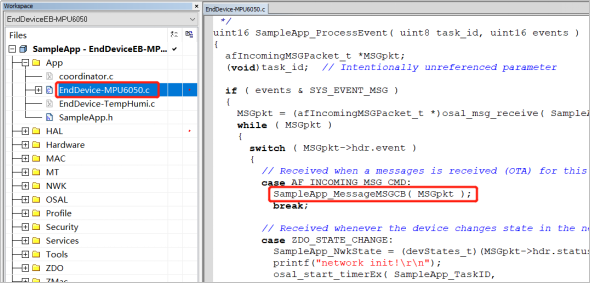 Workspace
EndDeviceEB-MPU6050
Files
SampleApp - EndDeviceEB-MP...
App
coordinator.c
EndDevice-MPU6050.c
EndDevice-TempHumi.c
SampleApp.h
HAL
Hardware
MAC
MT
NWK
OSAL
Profile
Security
Services
Tools
ZDO
ZMac
EndDevice-MPU6050.c
*/
uint16 SampleApp_ProcessEvent( uint8 task_id, uint16 events )
{
afIncomingMSGPacket_t *MSGpkt;
(void)task_id;  // Intentionally unreferenced parameter
if ( events & SYS_EVENT_MSG )
{
MSGpkt = (afIncomingMSGPacket_t *)osal_msg_receive( SampleA
while ( MSGpkt )
{
switch ( MSGpkt->hdr.event )
{
// Received when a messages is received (OTA) for this
case AF_INCOMING_MSG_CMD:
SampleApp_MessageMSGCB( MSGpkt );
break;
// Received whenever the device changes state in the ne
case ZDO_STATE_CHANGE:
SampleApp_NwkState = (devStates_t)(MSGpkt->hdr.status
printf("network init!\r\n");
osal_start_timerEx( SampleApp_TaskID,